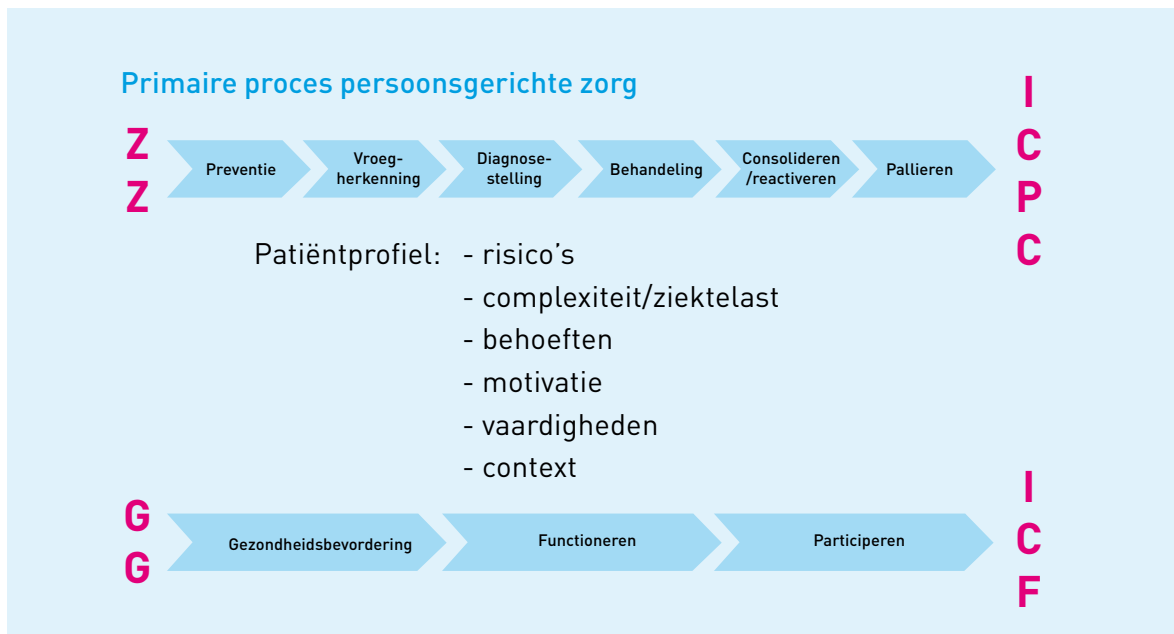 Primaire proces persoonsgerichte zorg
Z
Z
Preventie
Vroeg-
herkenning
Diagnose-
stelling
Behandeling
Consolideren
/reactiveren
Pallieren
I
C
P
C
Patiëntprofiel: - risico’s
- complexiteit/ziektelast
- behoeften
- motivatie
- vaardigheden
- context
G
G
Gezondheidsbevordering
Functioneren
Participeren
I
C
F